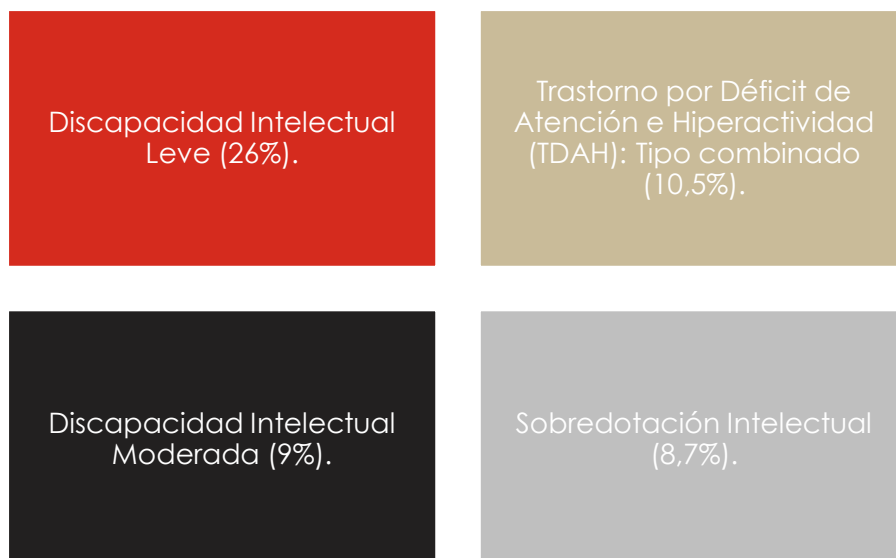 Discapacidad Intelectual
Leve (26%).
Trastorno por Déficit de
Atención e Hiperactividad
(TDAH): Tipo combinado
(10,5%).
Discapacidad Intelectual
Moderada (9%).
Sobredotación Intelectual
(8,7%).